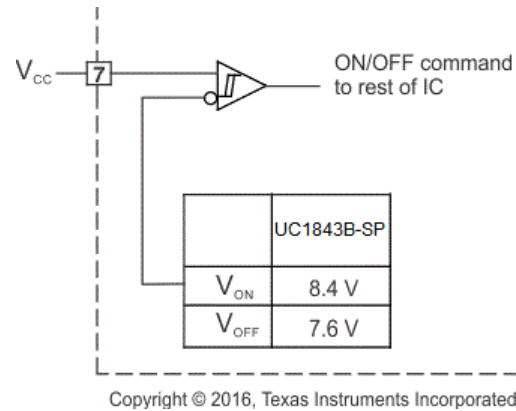 VCC
7
ON/OFF command
to rest of IC
UC1843B-SP
VON 8.4 V
VOFF 7.6 V
Copyright © 2016, Texas Instruments Incorporated